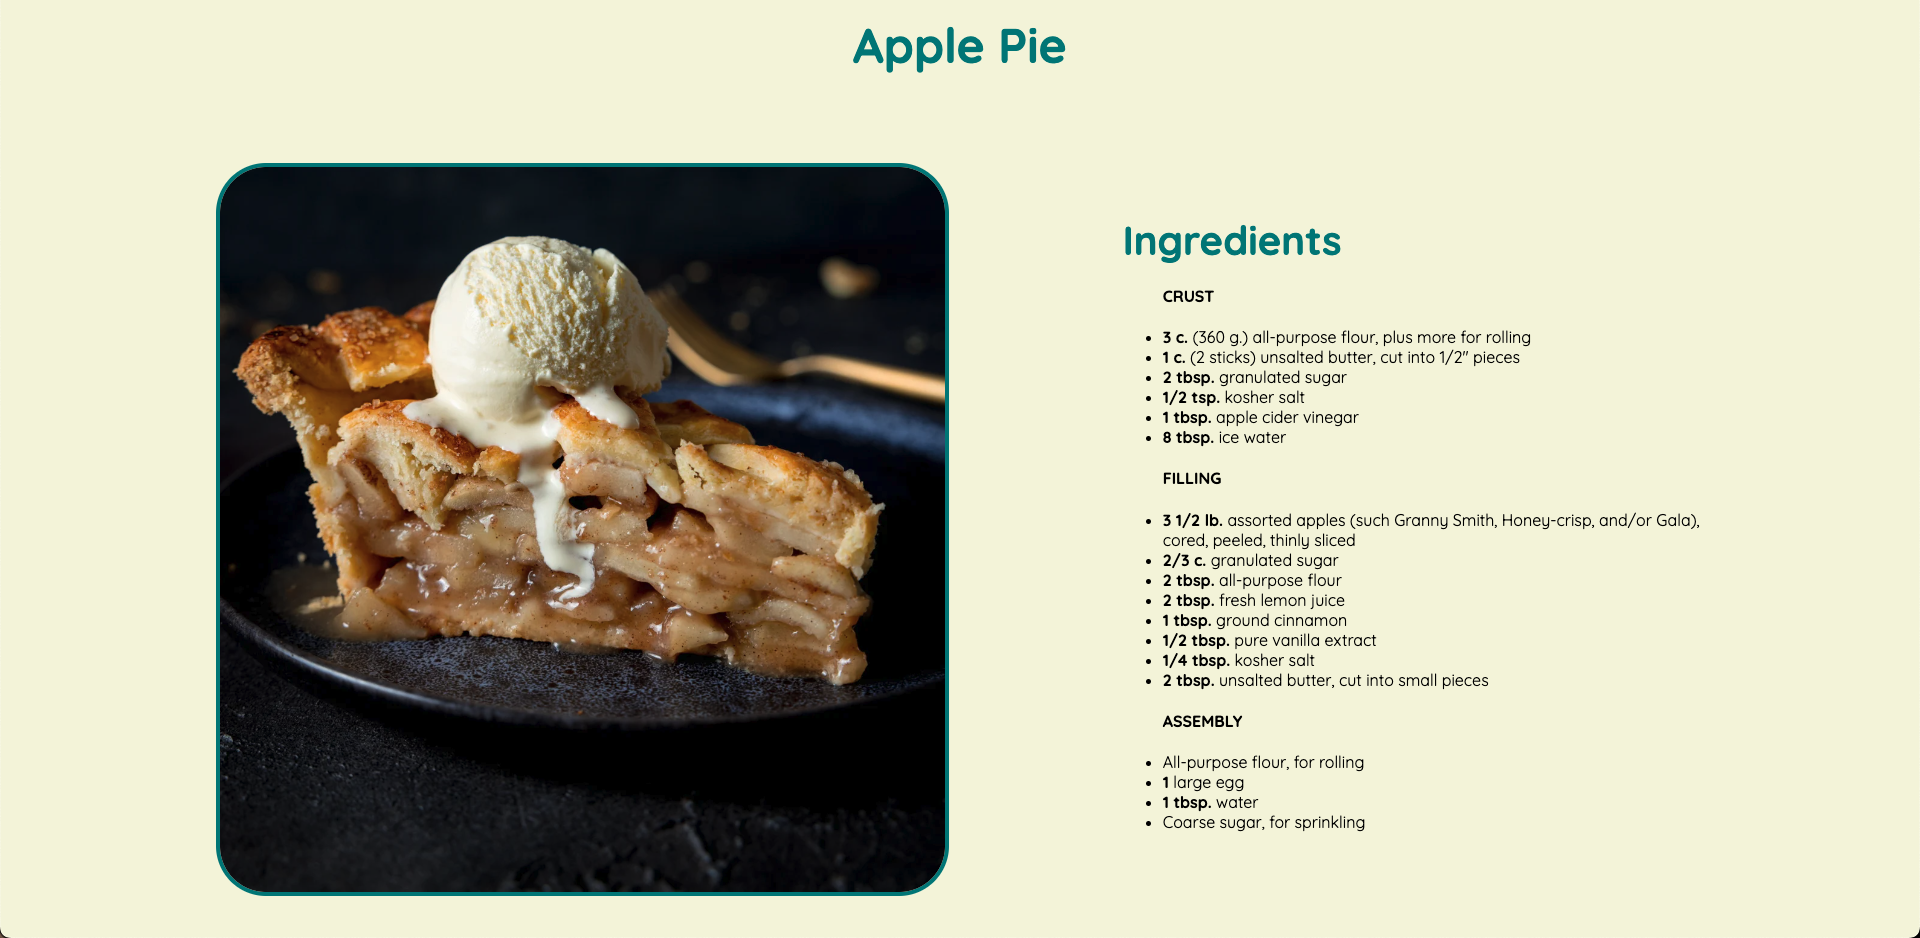 Apple Pie
Ingredients
CRUST
3 c. (360 g.) all-purpose flour, plus more for rolling
1 c. (2 sticks) unsalted butter, cut into 1/2" pieces
2 tbsp. granulated sugar
1/2 tsp. kosher salt
1 tbsp. apple cider vinegar
8 tbsp. ice water
FILLING
3 1/2 lb. assorted apples (such Granny Smith, Honey-crisp, and/or Gala),
cored, peeled, thinly sliced
2/3 c. granulated sugar
2 tbsp. all-purpose flour
2 tbsp. fresh lemon juice
1 tbsp. ground cinnamon
1/2 tbsp. pure vanilla extract
1/4 tbsp. kosher salt
2 tbsp. unsalted butter, cut into small pieces
ASSEMBLY
All-purpose flour, for rolling
1 large egg
1 tbsp. water
Coarse sugar, for sprinkling